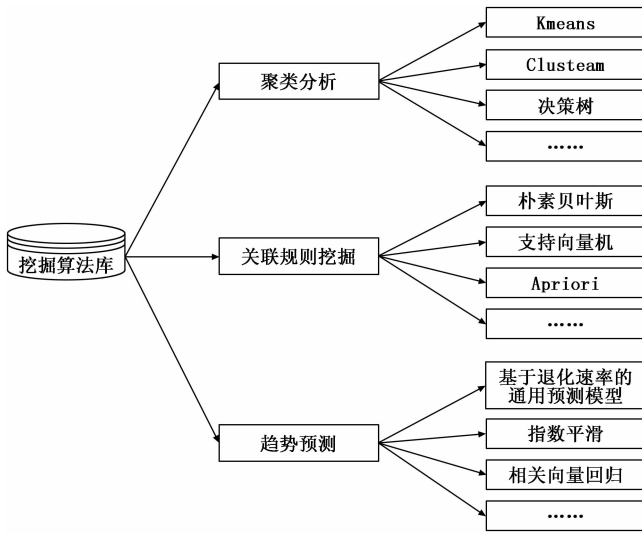 挖掘算法库
聚类分析
Kmeans
Clusteam
决策树
……
关联规则挖掘
朴素贝叶斯
支持向量机
Apriori
……
趋势预测
基于退化速率的
通用预测模型
指数平滑
相关向量回归
……